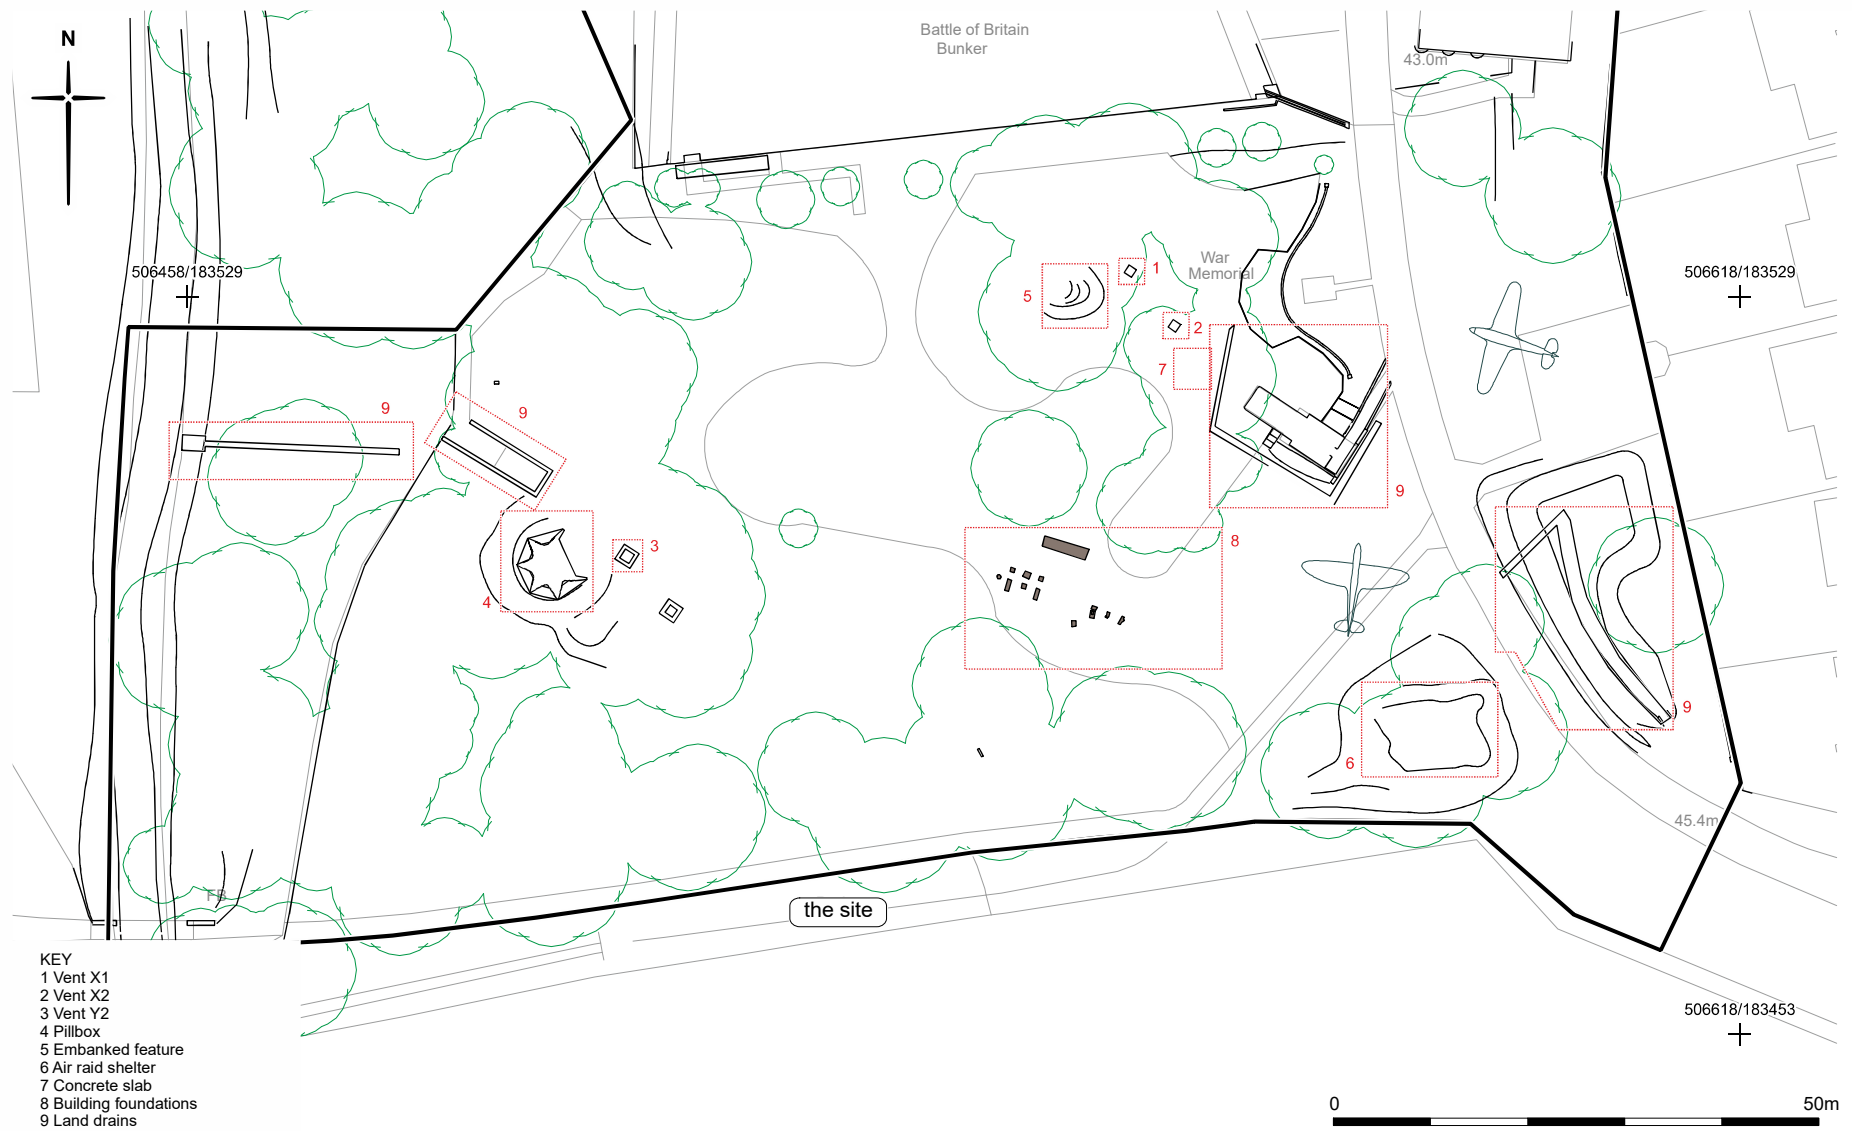 N
Battle of Britain
Bunker
43.0m
506458/183529
506618/183529
War
Memorial
1
5
2
7
9
9
9
3
8
4
9
6
45.4m
FB
the site
KEY
1 Vent X1
2 Vent X2
3 Vent Y2
4 Pillbox
5 Embanked feature
6 Air raid shelter
7 Concrete slab
8 Building foundations
9 Land drains
506618/183453
0 50m